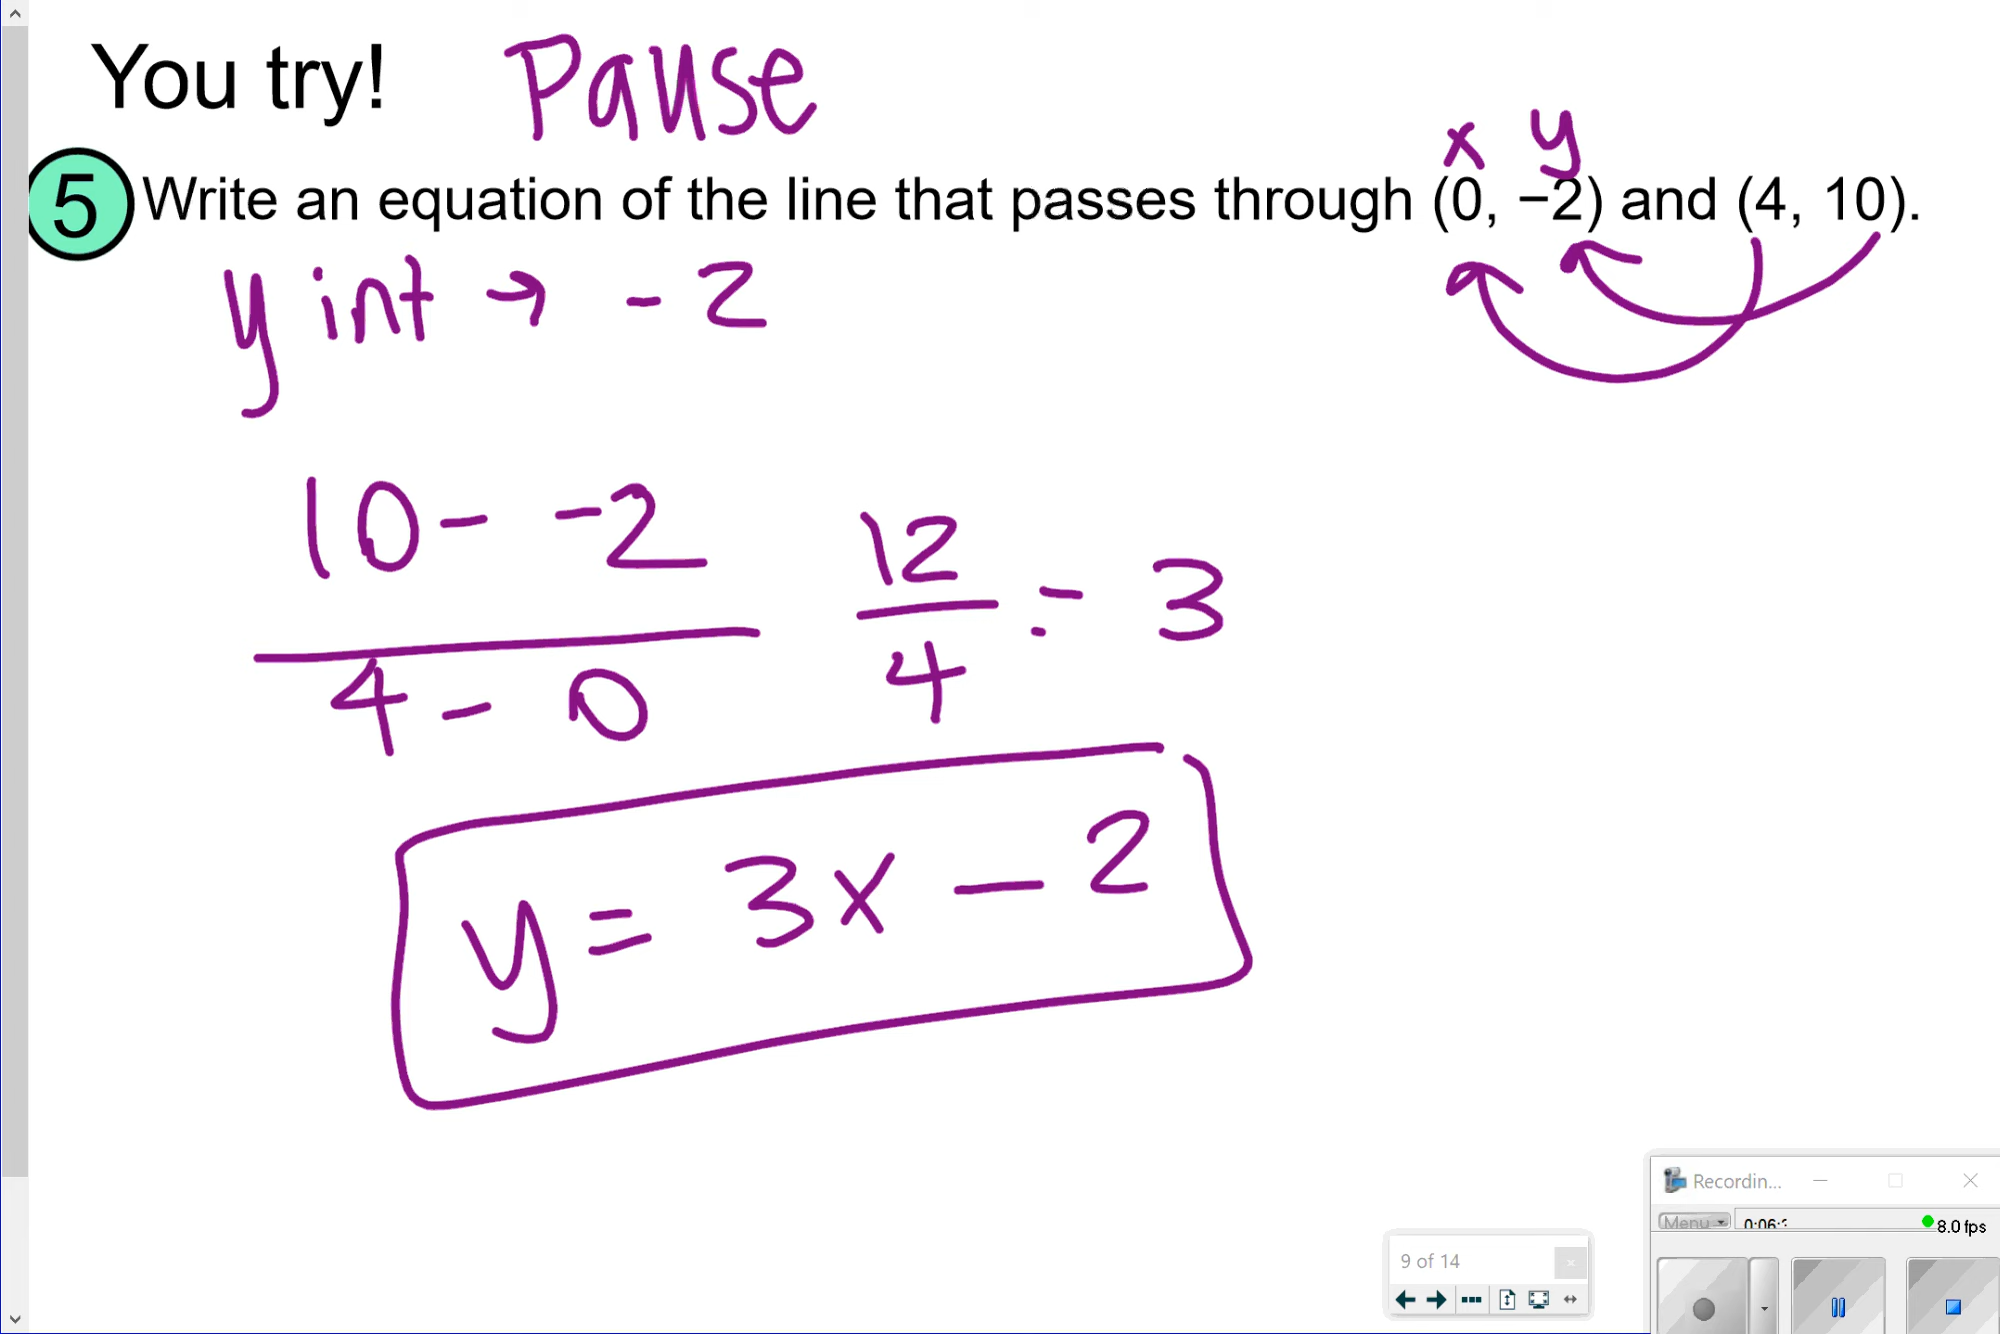 You try! Pause
x y
5 Write an equation of the line that passes through (0, −2) and (4, 10).
y int → - 2
10 - -2
4 - 0
12
4
= 3
y = 3x - 2
Recordin...
Menu
8.0 fps
9 of 14